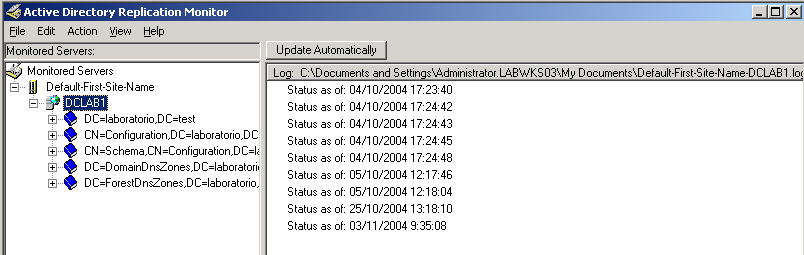 Active Directory Replication Monitor
File Edit Action View Help
Monitored Servers:
Monitored Servers
Default-First-Site-Name
DCLAB1
DC=laboratorio,DC=test
CN=Configuration,DC=laboratorio,DC
CN=Schema,CN=Configuration,DC=la
DC=DomainDnsZones,DC=laboratorio
DC=ForestDnsZones,DC=laboratorio,
Update Automatically
Log: C:\Documents and Settings\Administrator.LABWKS03\My Documents\Default-First-Site-Name-DCLAB1.log
Status as of: 04/10/2004 17:23:40
Status as of: 04/10/2004 17:24:42
Status as of: 04/10/2004 17:24:43
Status as of: 04/10/2004 17:24:45
Status as of: 04/10/2004 17:24:48
Status as of: 05/10/2004 12:17:46
Status as of: 05/10/2004 12:18:04
Status as of: 25/10/2004 13:18:10
Status as of: 03/11/2004 9:35:08